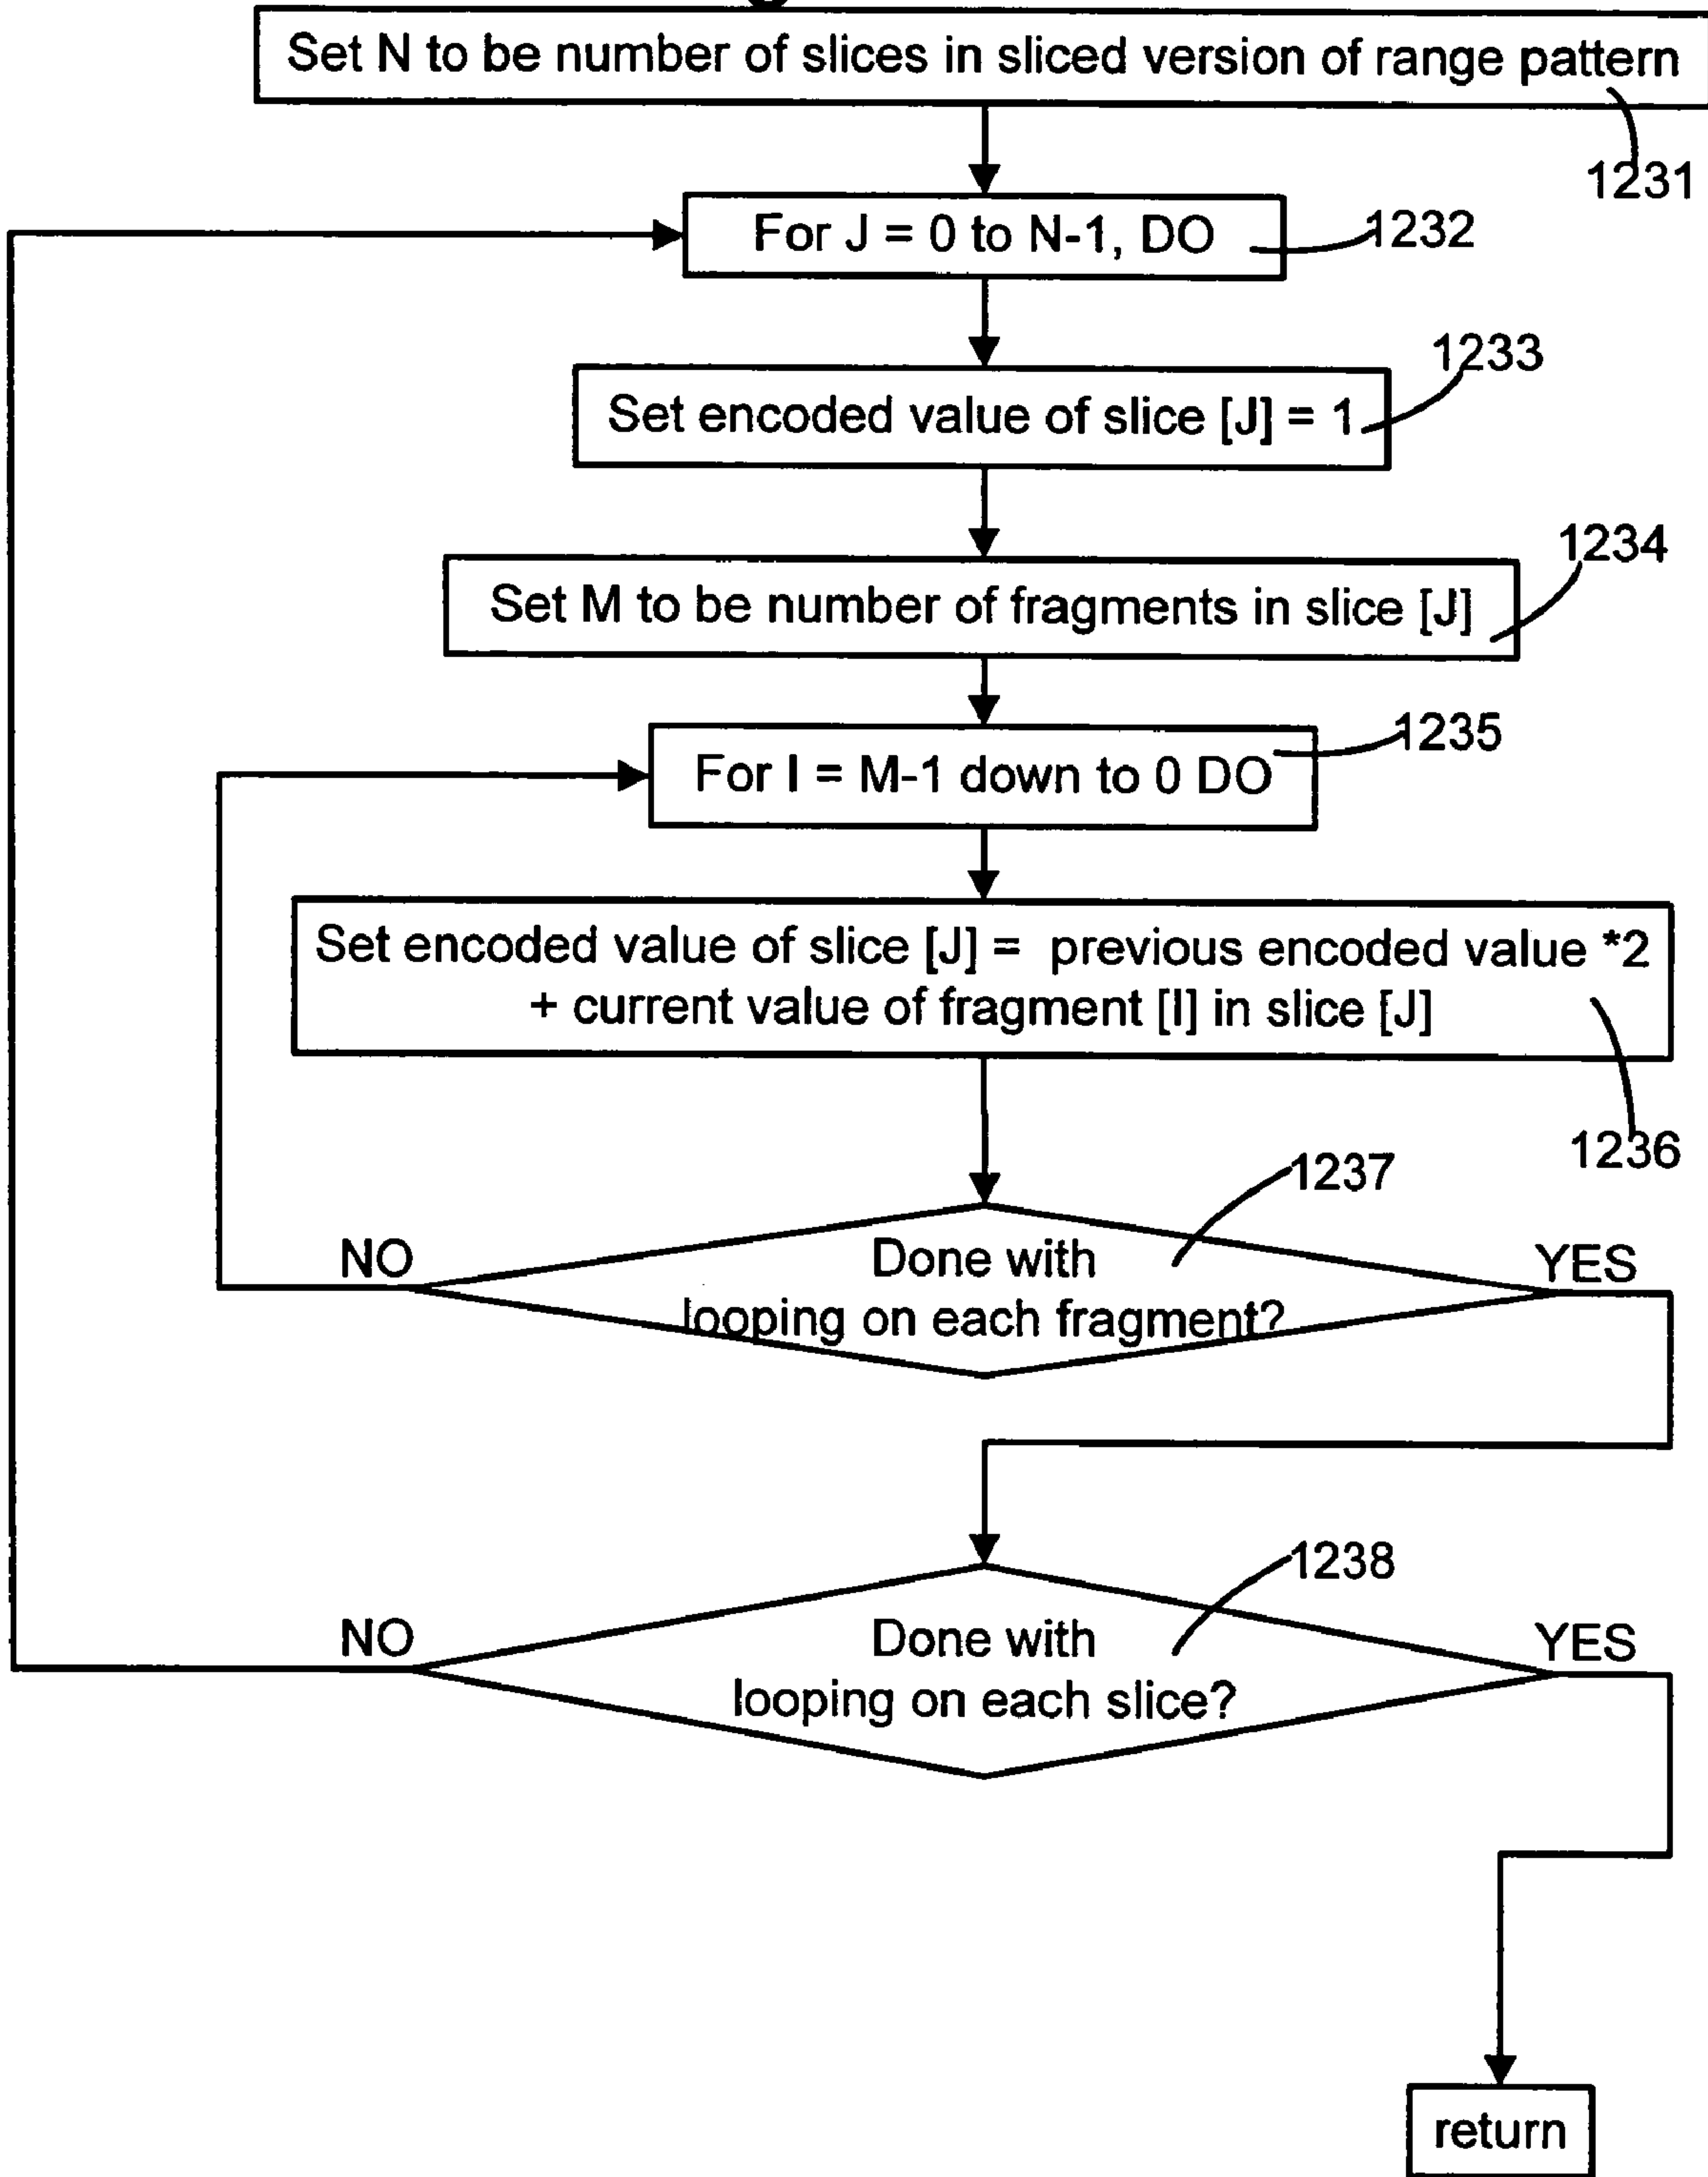 Set N to be number of slices in sliced version of range pattern
1231
For J = 0 to N-1, DO
1232
1233
Set encoded value of slice [J] = 1
1234
Set M to be number of fragments in slice [J]
1235
For I = M-1 down to 0 DO
Set encoded value of slice [J] = previous encoded value *2
+ current value of fragment [I] in slice [J]
1236
1237
NO
Done with
YES
looping on each fragment?
1238
NO
Done with
YES
looping on each slice?
return